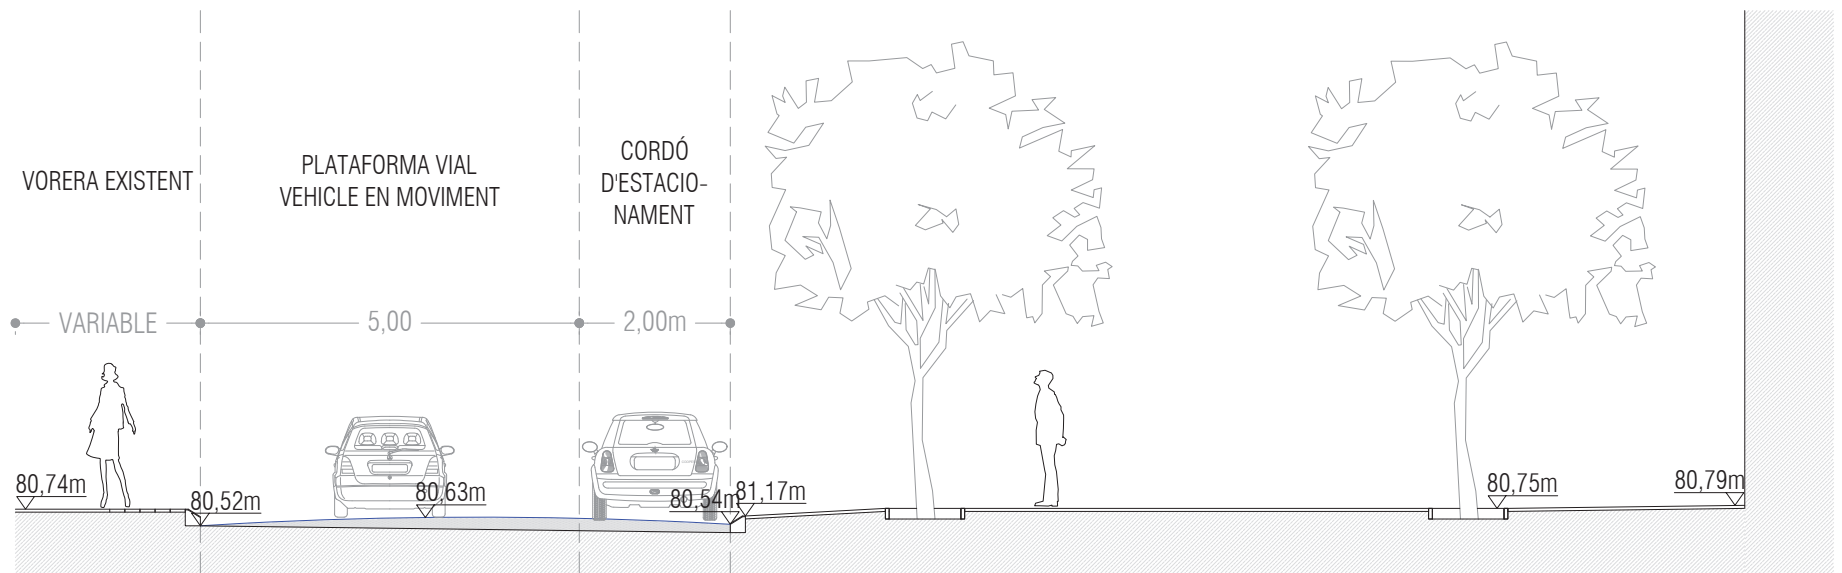 VORERA EXISTENT
PLATAFORMA VIAL
VEHICLE EN MOVIMENT
CORDÓ
D'ESTACIO-
NAMENT
VARIABLE
5,00
2,00m
80,74m
80,52m
80,63m
80,54m
81,17m
80,75m
80,79m